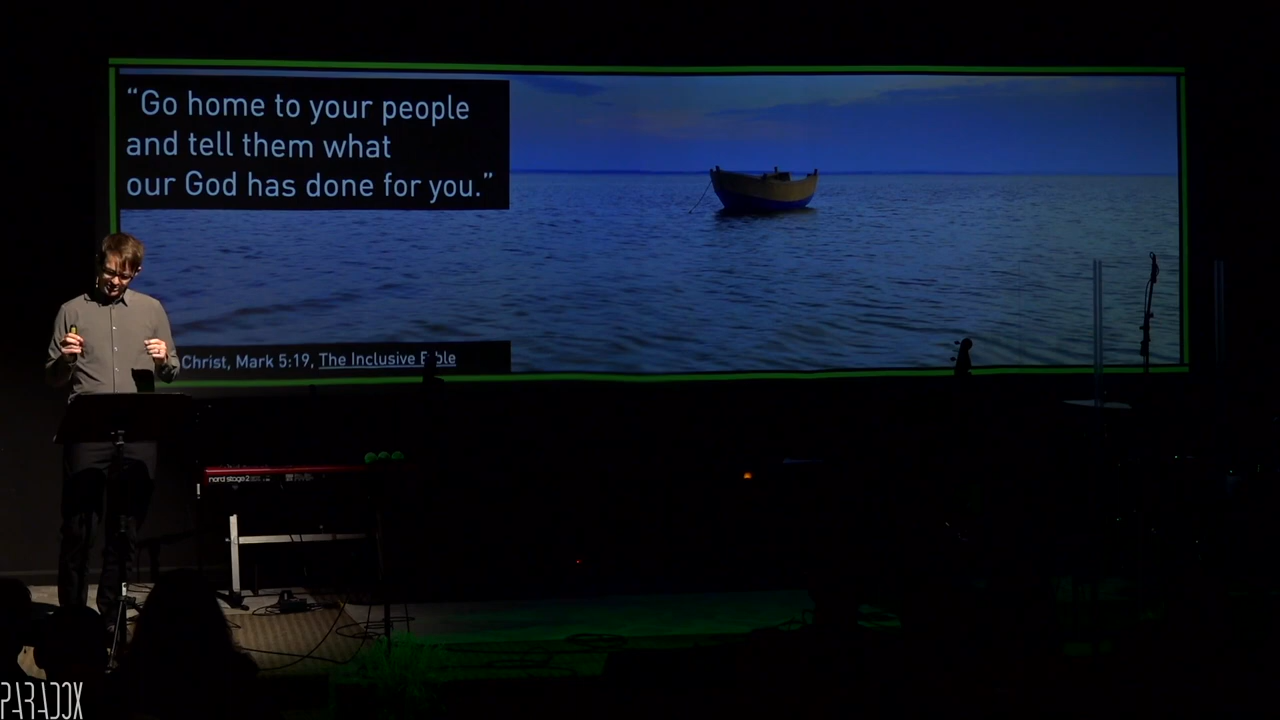 “Go home to your people
and tell them what
our God has done for you.”
Christ, Mark 5:19, The Inclusive Bible
nord stage 2
PARADOX